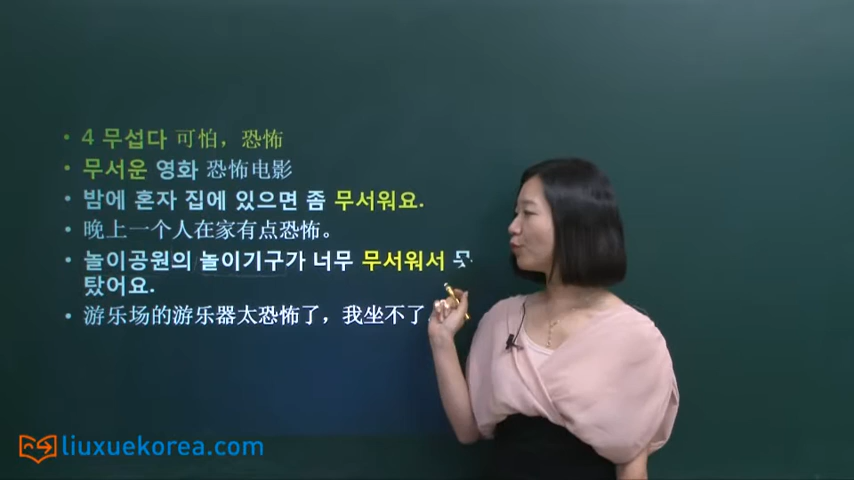 • 4 무섭다 可怕，恐怖
• 무서운 영화 恐怖电影
• 밤에 혼자 집에 있으면 좀 무서워요.
• 晚上一个人在家有点恐怖。
• 놀이공원의 놀이기구가 너무 무서워서
탔어요.
• 游乐场的游乐器太恐怖了，我坐不了
liuxuekorea.com